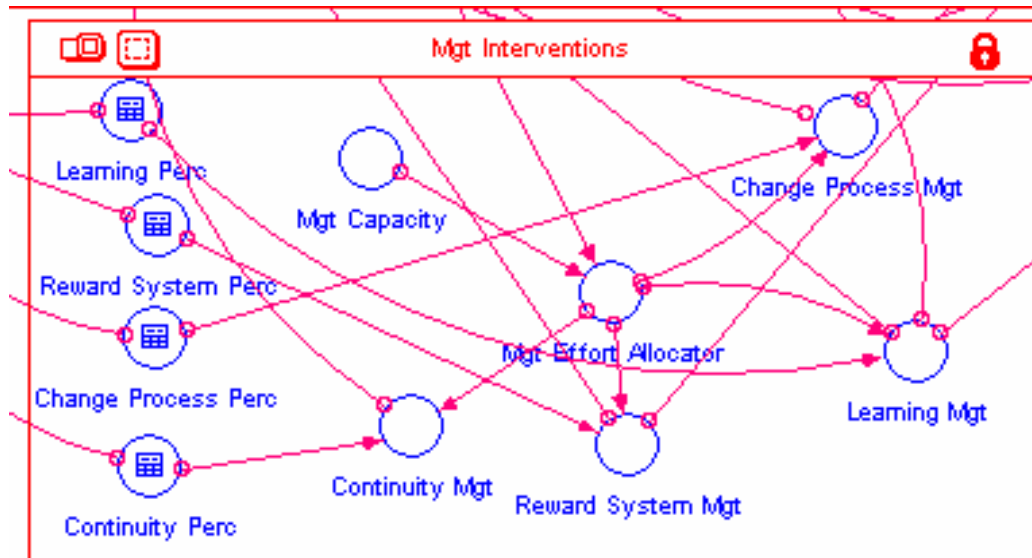 Mgt Interventions
Learning Perc
Mgt Capacity
Change Process Mgt
Reward System Perc
Mgt Effort Allocator
Change Process Perc
Learning Mgt
Continuity Mgt
Reward System Mgt
Continuity Perc